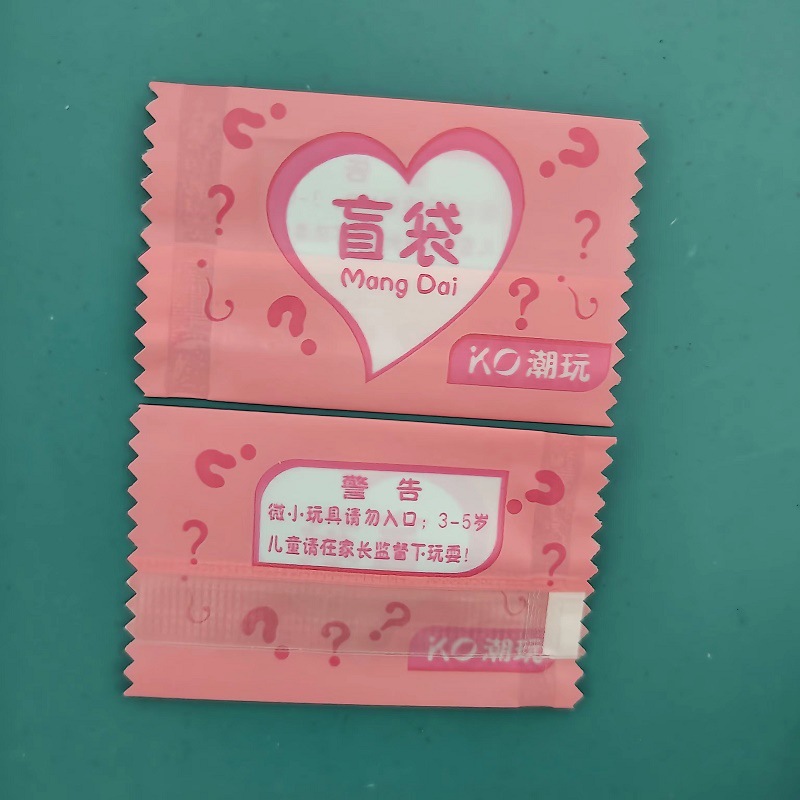 盲袋
Mang Dai
KO潮玩
警告
微小玩具请勿入口；3-5岁
儿童请在家长监督下玩耍!
KO潮玩